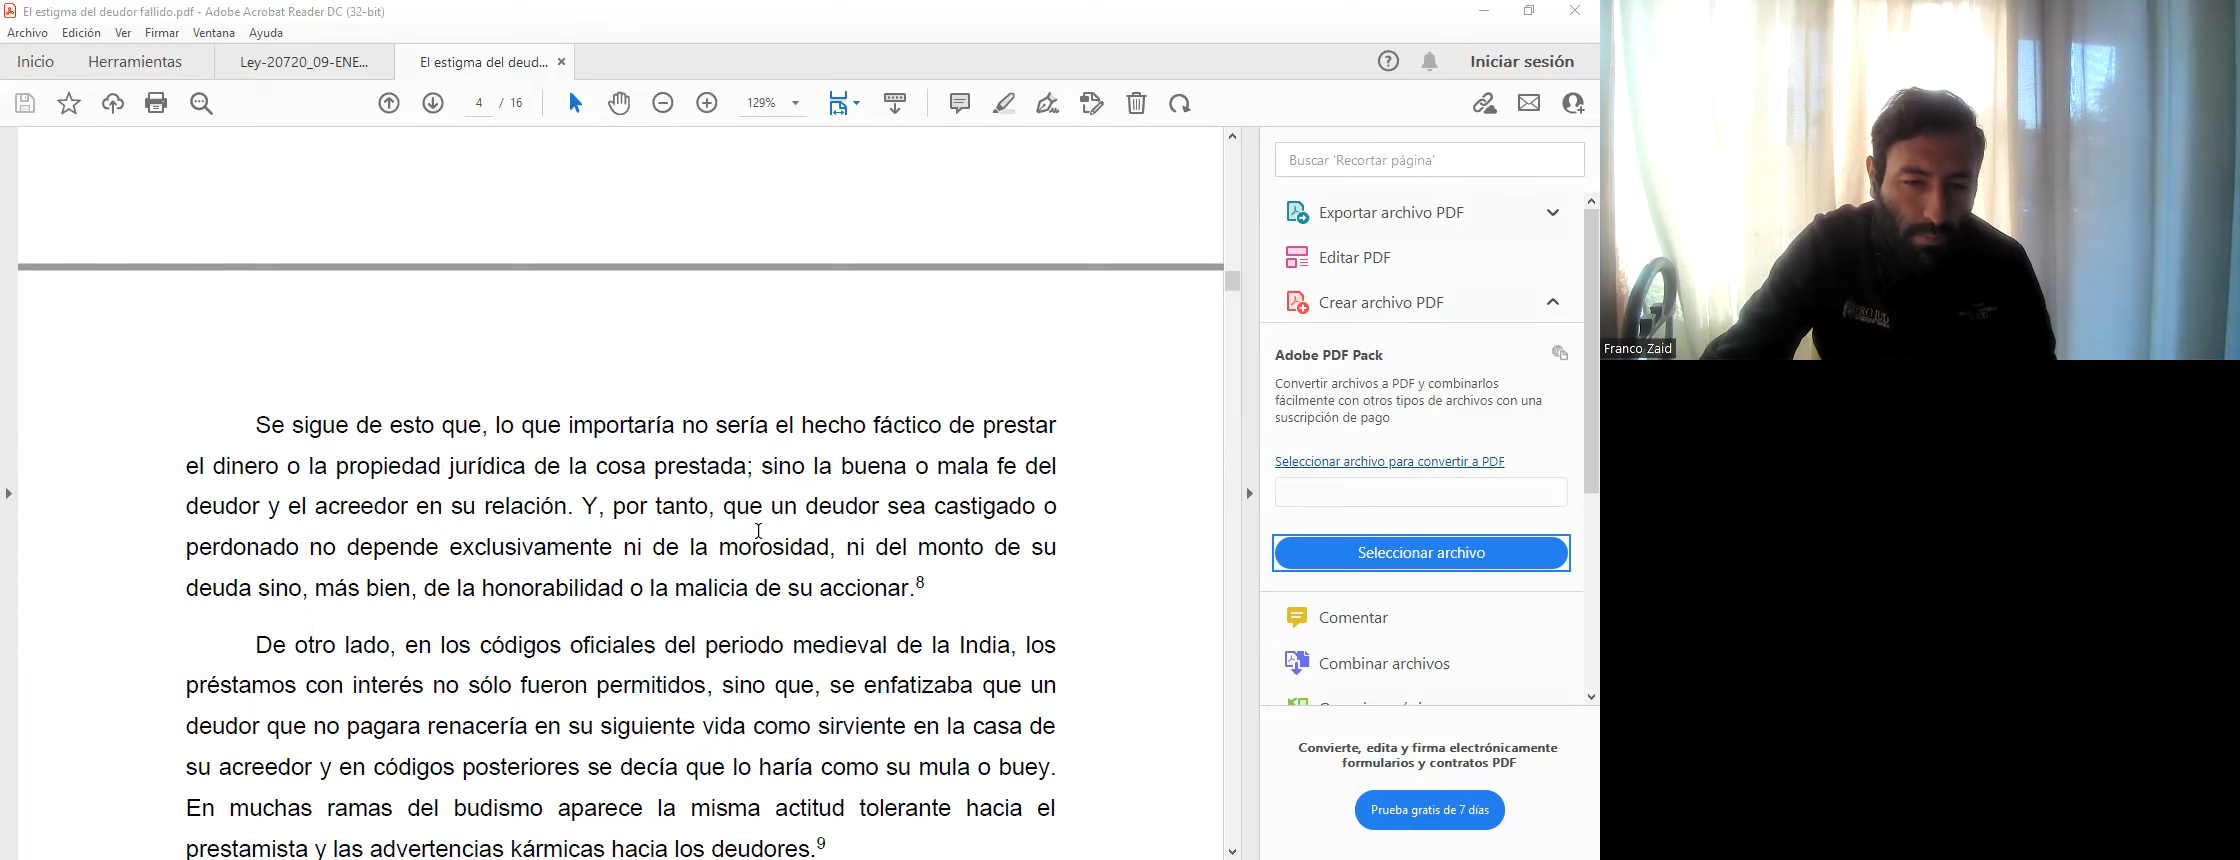 El estigma del deudor fallido.pdf - Adobe Acrobat Reader DC (32-bit)
Archivo Edición Ver Firmar Ventana Ayuda
Inicio Herramientas Ley-20720_09-ENE... El estigma del deud... × Iniciar sesión
4 / 16 129%
Buscar 'Recortar página'
Exportar archivo PDF
Editar PDF
Crear archivo PDF
Adobe PDF Pack
Convertir archivos a PDF y combinarlos
fácilmente con otros tipos de archivos con una
suscripción de pago
Seleccionar archivo para convertir a PDF
Seleccionar archivo
Comentar
Combinar archivos
Convierte, edita y firma electrónicamente
formularios y contratos PDF
Prueba gratis de 7 días
Se sigue de esto que, lo que importaría no sería el hecho fáctico de prestar
el dinero o la propiedad jurídica de la cosa prestada; sino la buena o mala fe del
deudor y el acreedor en su relación. Y, por tanto, que un deudor sea castigado o
perdonado no depende exclusivamente ni de la morosidad, ni del monto de su
deuda sino, más bien, de la honorabilidad o la malicia de su accionar.8
De otro lado, en los códigos oficiales del periodo medieval de la India, los
préstamos con interés no sólo fueron permitidos, sino que, se enfatizaba que un
deudor que no pagara renacería en su siguiente vida como sirviente en la casa de
su acreedor y en códigos posteriores se decía que lo haría como su mula o buey.
En muchas ramas del budismo aparece la misma actitud tolerante hacia el
prestamista y las advertencias kármicas hacia los deudores.9
Franco Zaid